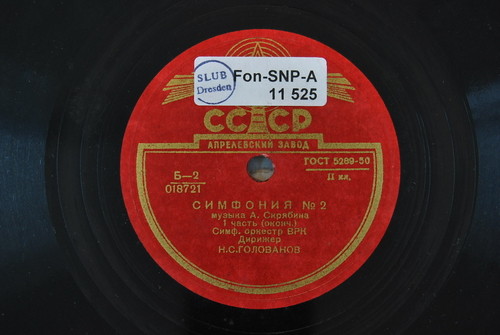 SLUB
Dresden
Fon-SNP-A
11 525
СССР
АПРЕЛЕВСКИЙ ЗАВОД
ГОСТ 5289-50
Б—2
018721
II кл.
СИМФОНИЯ № 2
музыка А. Скрябина
1 часть (оконч.)
Симф. оркестр ВРК
Дирижер
Н.С.ГОЛОВАНОВ